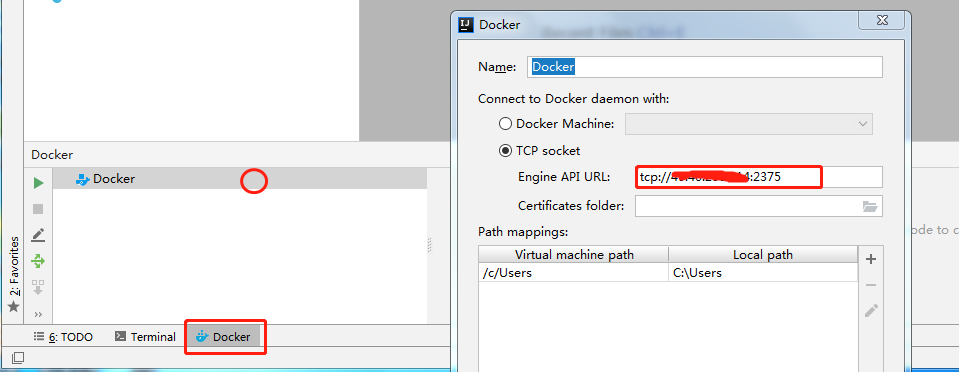 Docker
Name: Docker
Connect to Docker daemon with:
Docker Machine:
TCP socket
Engine API URL: tcp:// :2375
Certificates folder:
Path mappings:
Virtual machine path Local path
/c/Users C:\Users
Docker
Docker
2: Favorites
6: TODO Terminal Docker
ode to c